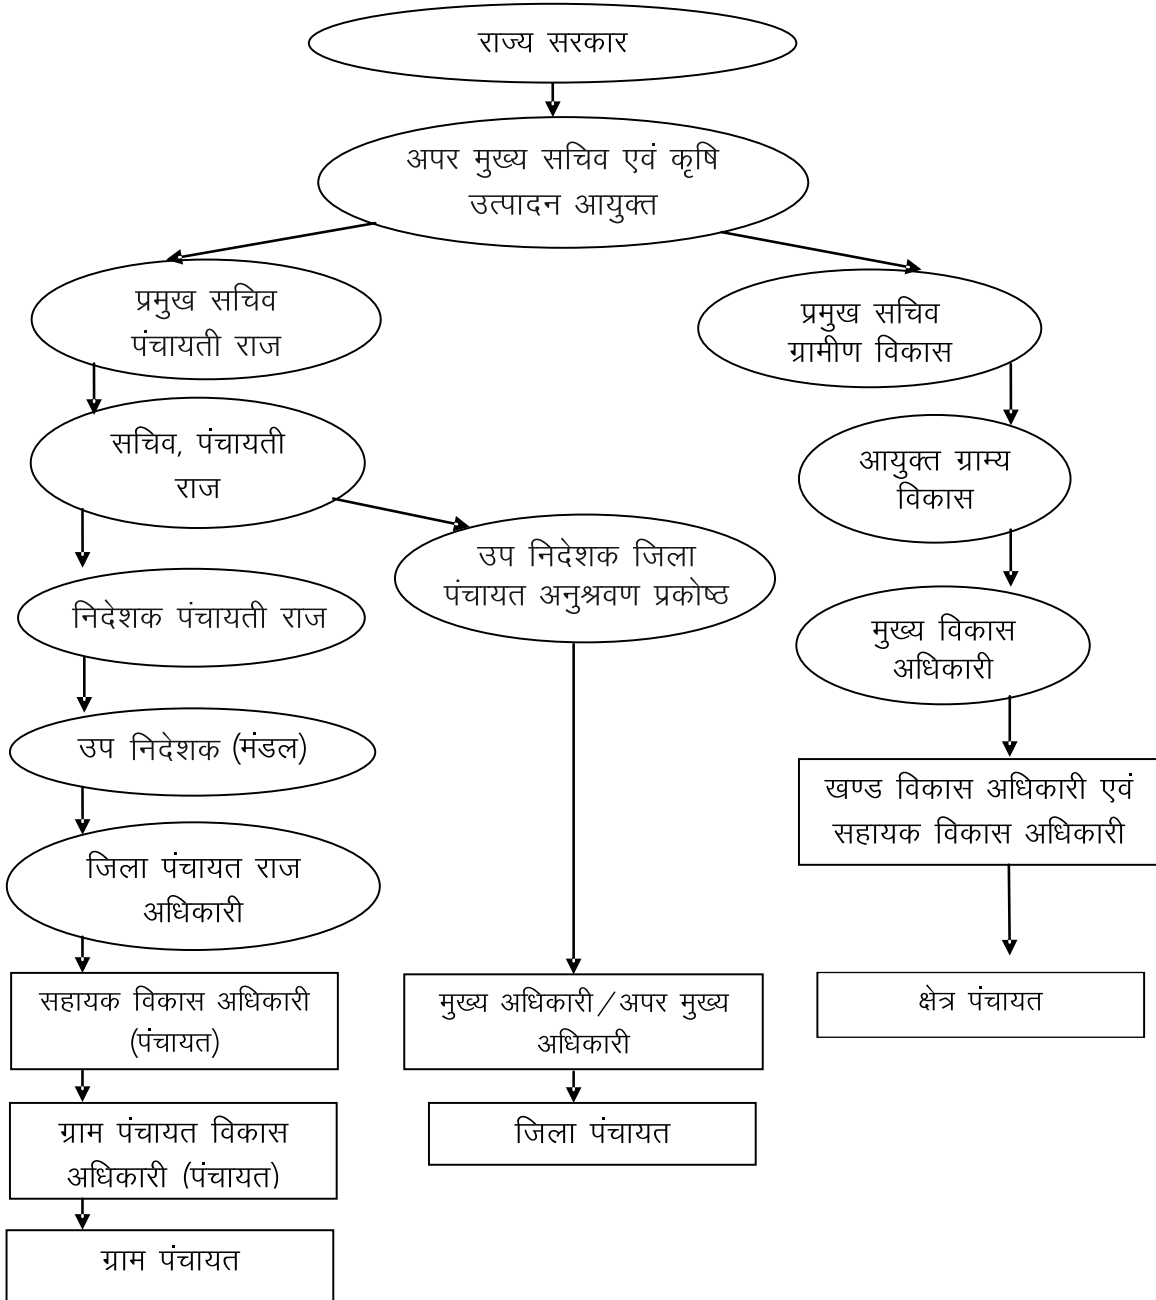 राज्य सरकार
अपर मुख्य सचिव एवं कृषि
उत्पादन आयुक्त
प्रमुख सचिव
पंचायती राज
प्रमुख सचिव
ग्रामीण विकास
सचिव, पंचायती
राज
आयुक्त ग्राम्य
विकास
उप निदेशक जिला
पंचायत अनुश्रवण प्रकोष्ठ
निदेशक पंचायती राज
मुख्य विकास
अधिकारी
उप निदेशक (मंडल)
खण्ड विकास अधिकारी एवं
सहायक विकास अधिकारी
जिला पंचायत राज
अधिकारी
सहायक विकास अधिकारी
(पंचायत)
मुख्य अधिकारी/अपर मुख्य
अधिकारी
क्षेत्र पंचायत
ग्राम पंचायत विकास
अधिकारी (पंचायत)
जिला पंचायत
ग्राम पंचायत